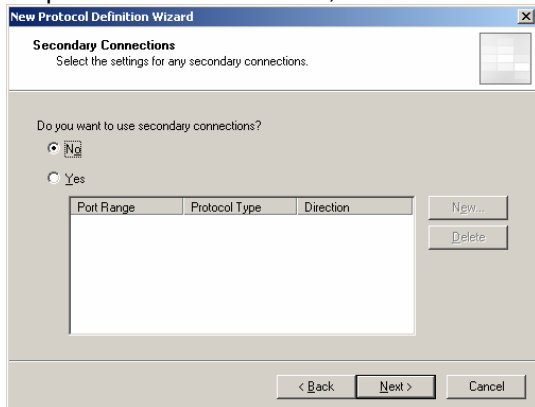 New Protocol Definition Wizard
Secondary Connections
Select the settings for any secondary connections.
Do you want to use secondary connections?
No
Yes
Port Range Protocol Type Direction
New...
Delete
< Back Next > Cancel